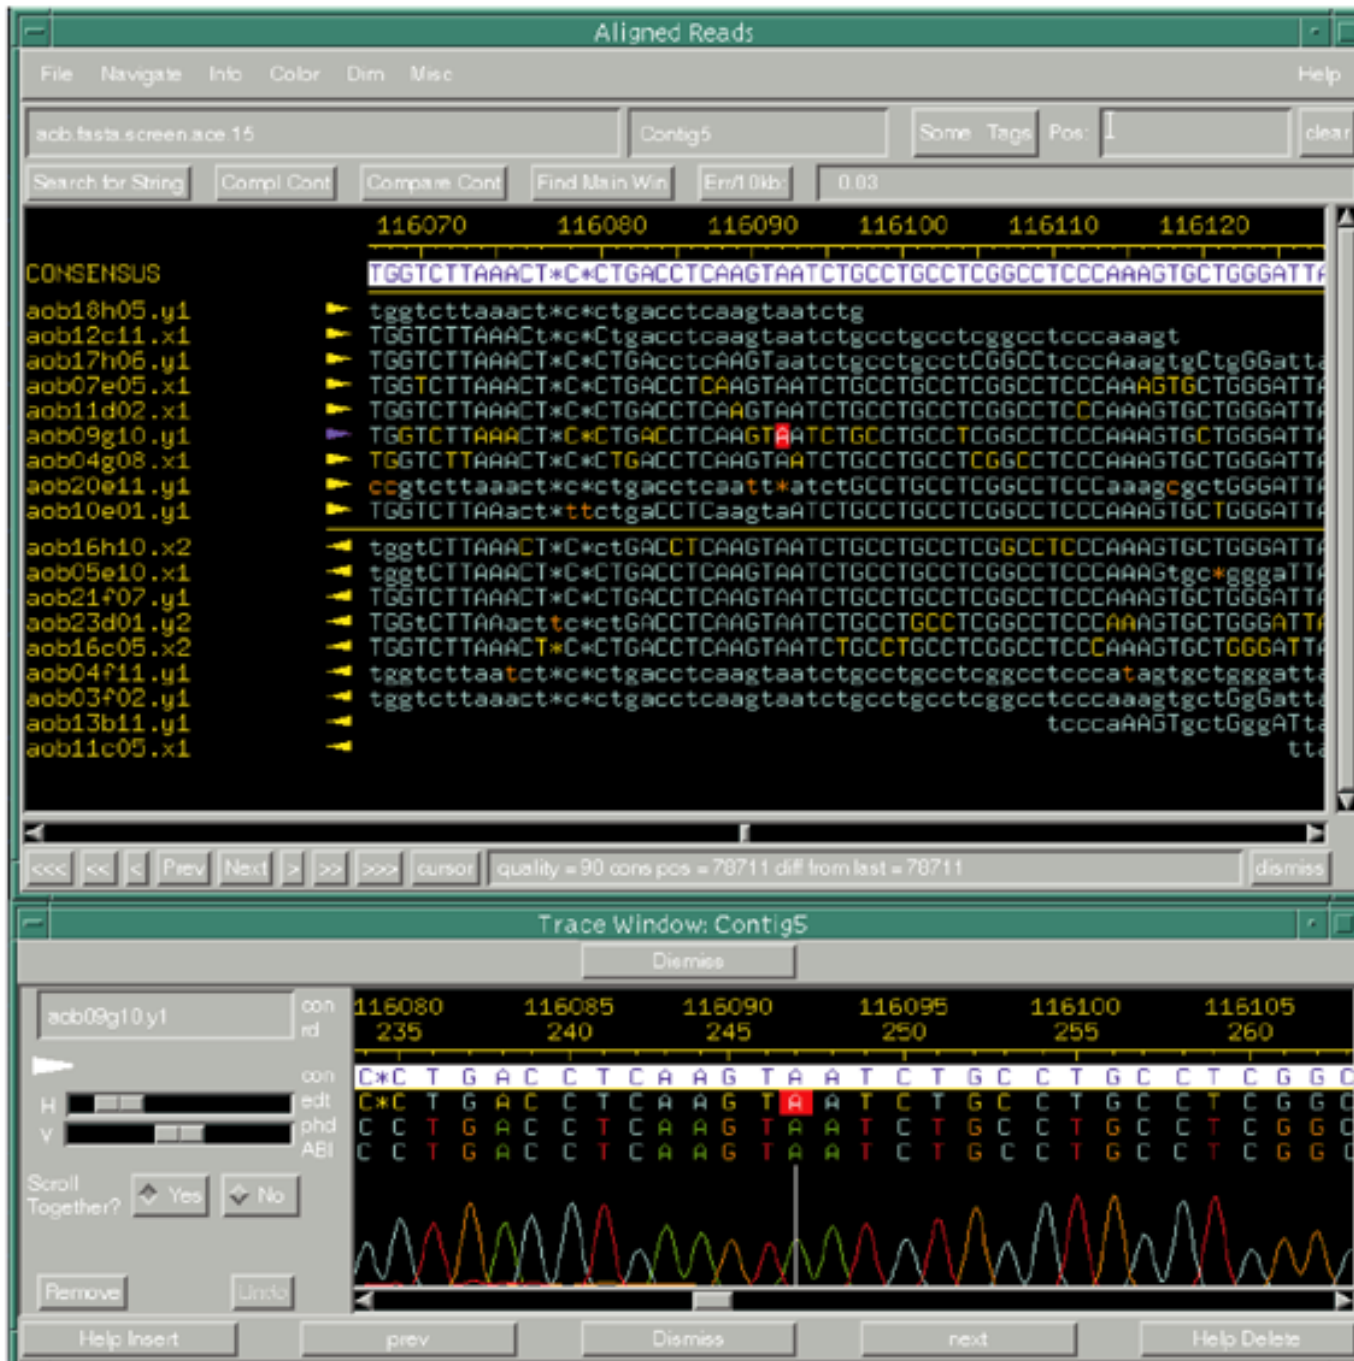 Aligned Reads
File Navigate Info Color Dim Misc Help
aob.fasta.screen.ace.15 Contig5 Some Tags Pos: clear
Search for String Compl Cont Compare Cont Find Main Win Err/10kb: 0.03
116070 116080 116090 116100 116110 116120
CONSENSUS TGGTCTTAAACT*C*CTGACCTCAAGTAATCTGCCTGCCTCGGCCTCCCAAAGTGCTGGGATTA
aob18h05.y1 tggtcttaaact*c*ctgacctcaagtaatctg
aob12c11.x1 TGGTCTTAAACt*c*Ctgacctcaagtaatctgcctgcctcggcctcccaaagt
aob17h06.y1 TGGTCTTAAACT*C*CTGACctcAAGTaatctgcctgcctCGGCCtccCAaagtgCtgGGatta
aob07e05.x1 TGGTCTTAAACT*C*CTGACCTCAAGTAATCTGCCTGCCTCGGCCTCCCAAAGTGCTGGGATTA
aob11d02.x1 TGGTCTTAAACT*C*CTGACCTCAAGTAATCTGCCTGCCTCGGCCTCCCAAAGTGCTGGGATTA
aob09g10.y1 TGGTCTTAAACT*C*CTGACCTCAAGTAATCTGCCTGCCTCGGCCTCCCAAAGTGCTGGGATTA
aob04g08.x1 TGGTCTTAAACT*C*CTGACCTCAAGTAATCTGCCTGCCTCGGCCTCCCAAAGTGCTGGGATTA
aob20e11.y1 ccgtcttaaact*c*ctgacctcaatt*atctGCCTGCCTCGGCCTCCCaaagcgctGGGATTA
aob10e01.y1 TGGTCTTAAact*ttctgaCCTCaagtaATCTGCCTGCCTCGGCCTCCCAAAGTGCTGGGATTA
aob16h10.x2 tggtCTTAAACT*C*ctGACCTCAAGTAATCTGCCTGCCTCGGCCTCCCAAAGTGCTGGGATTA
aob05e10.x1 tggtCTTAAACT*C*CTGACCTCAAGTAATCTGCCTGCCTCGGCCTCCCAAAGtgc*gggaTTA
aob21f07.y1 TGGTCTTAAACT*C*CTGACCTCAAGTAATCTGCCTGCCTCGGCCTCCCAAAGTGCTGGGATTA
aob23d01.y2 TGGtCTTAAacttc*CTGACCTCAAGTAATCTGCCTGCCTCGGCCTCCCAAAGTGCTGGGATTA
aob16c05.x2 TGGTCTTAAACT*C*CTGACCTCAAGTAATCTGCCTGCCTCGGCCTCCCAAAGTGCTGGGATTA
aob04f11.y1 tggtcttaatct*c*ctgacctcaagtaatctgcctgcctcggcctcccatagtgctgggatta
aob03f02.y1 tggtcttaaact*c*ctgacctcaagtaatctgcctgcctcggcctcccaaagtgctGgGatta
aob13b11.y1 tcccaAAGTgctGggATta
aob11c05.x1 tta
<<< << < Prev Next > >> >>> cursor quality = 90 cons pos = 78711 diff from last = 78711 dismiss
Trace Window: Contig5
Dismiss
aob09g10.y1 con 116080 116085 116090 116095 116100 116105
rd 235 240 245 250 255 260
con C*C T G A C C T C A A G T A A T C T G C C T G C C T C G G C
H edt C*C T G A C C T C A A G T A A T C T G C C T G C C T C G G C
V phd C C T G A C C T C A A G T A A T C T G C C T G C C T C G G C
ABI C C T G A C C T C A A G T A A T C T G C C T G C C T C G G C
Scroll Together? Yes No
Remove Undo
Help Insert prev Dismiss next Help Delete